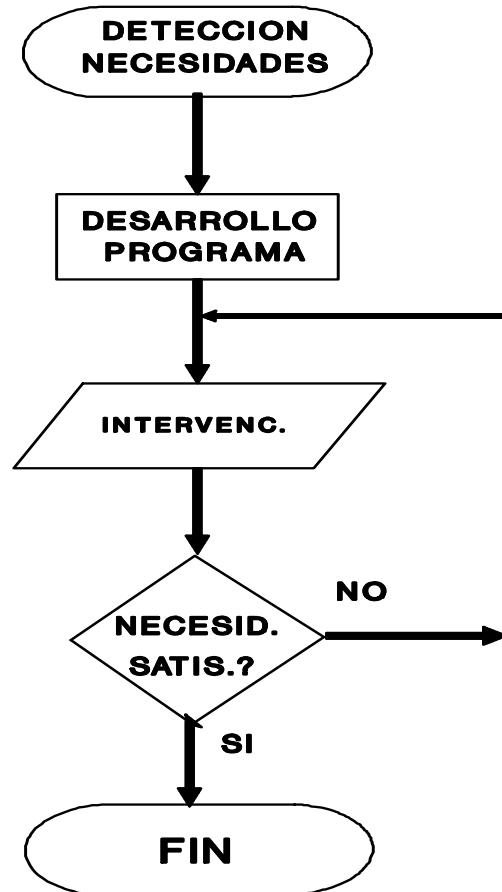 DETECCION
NECESIDADES
DESARROLLO
PROGRAMA
INTERVENC.
NO
NECESID.
SATIS.?
SI
FIN